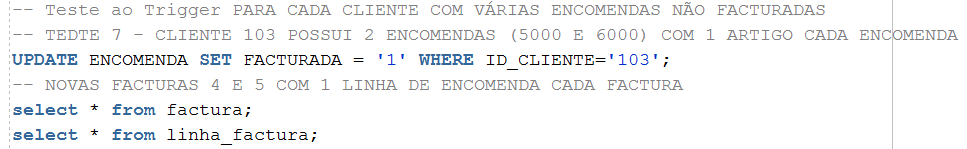 -- Teste ao Trigger PARA CADA CLIENTE COM VÁRIAS ENCOMENDAS NÃO FACTURADAS
-- TEDTE 7 - CLIENTE 103 POSSUI 2 ENCOMENDAS (5000 E 6000) COM 1 ARTIGO CADA ENCOMENDA
UPDATE ENCOMENDA SET FACTURADA = '1' WHERE ID_CLIENTE='103';
-- NOVAS FACTURAS 4 E 5 COM 1 LINHA DE ENCOMENDA CADA FACTURA
select * from factura;
select * from linha_factura;